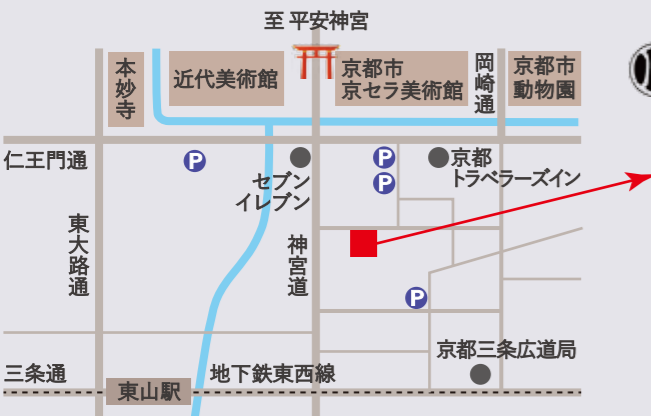 至 平安神宮
本妙寺
近代美術館
京都市
京セラ美術館
岡崎通
京都市
動物園
仁王門通
P
セブン
イレブン
P
P
京都
トラベラーズイン
東大路通
神宮道
P
京都三条広道局
三条通
東山駅
地下鉄東西線